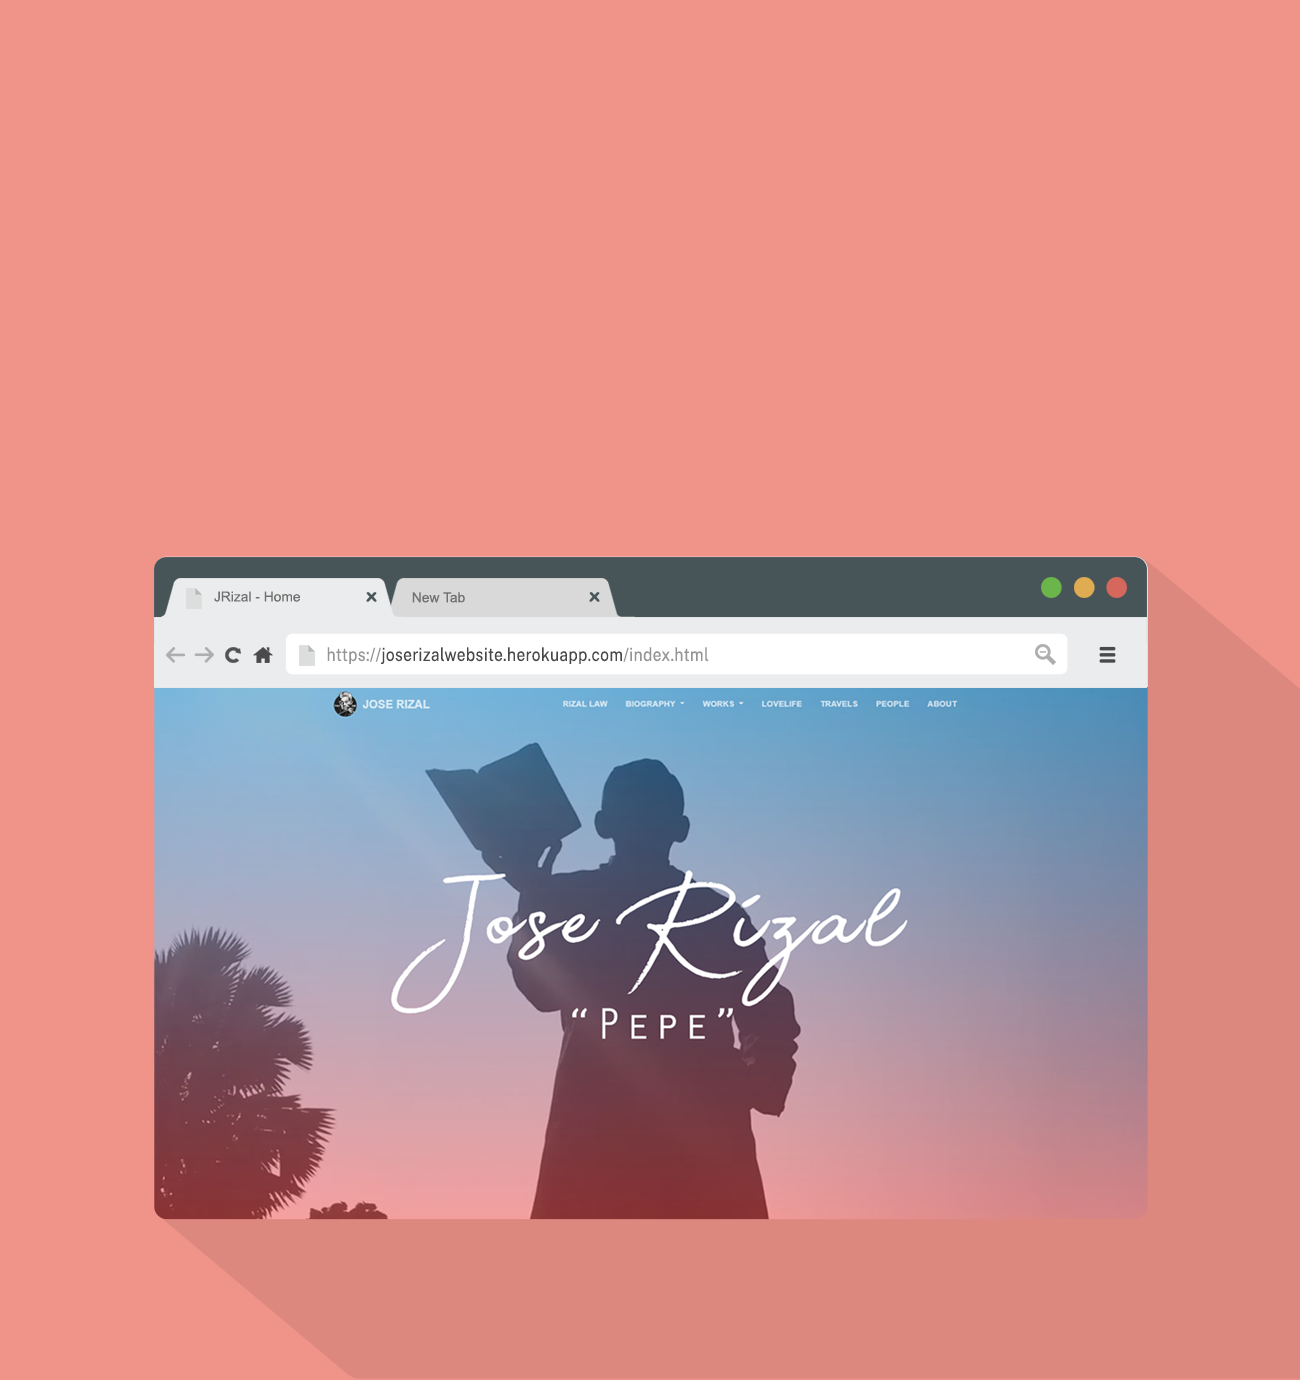 JRizal - Home
New Tab
https://joserizalwebsite.herokuapp.com/index.html
JOSE RIZAL
RIZAL LAW BIOGRAPHY WORKS LOVELIFE TRAVELS PEOPLE ABOUT
Jose Rizal
“PEPE”